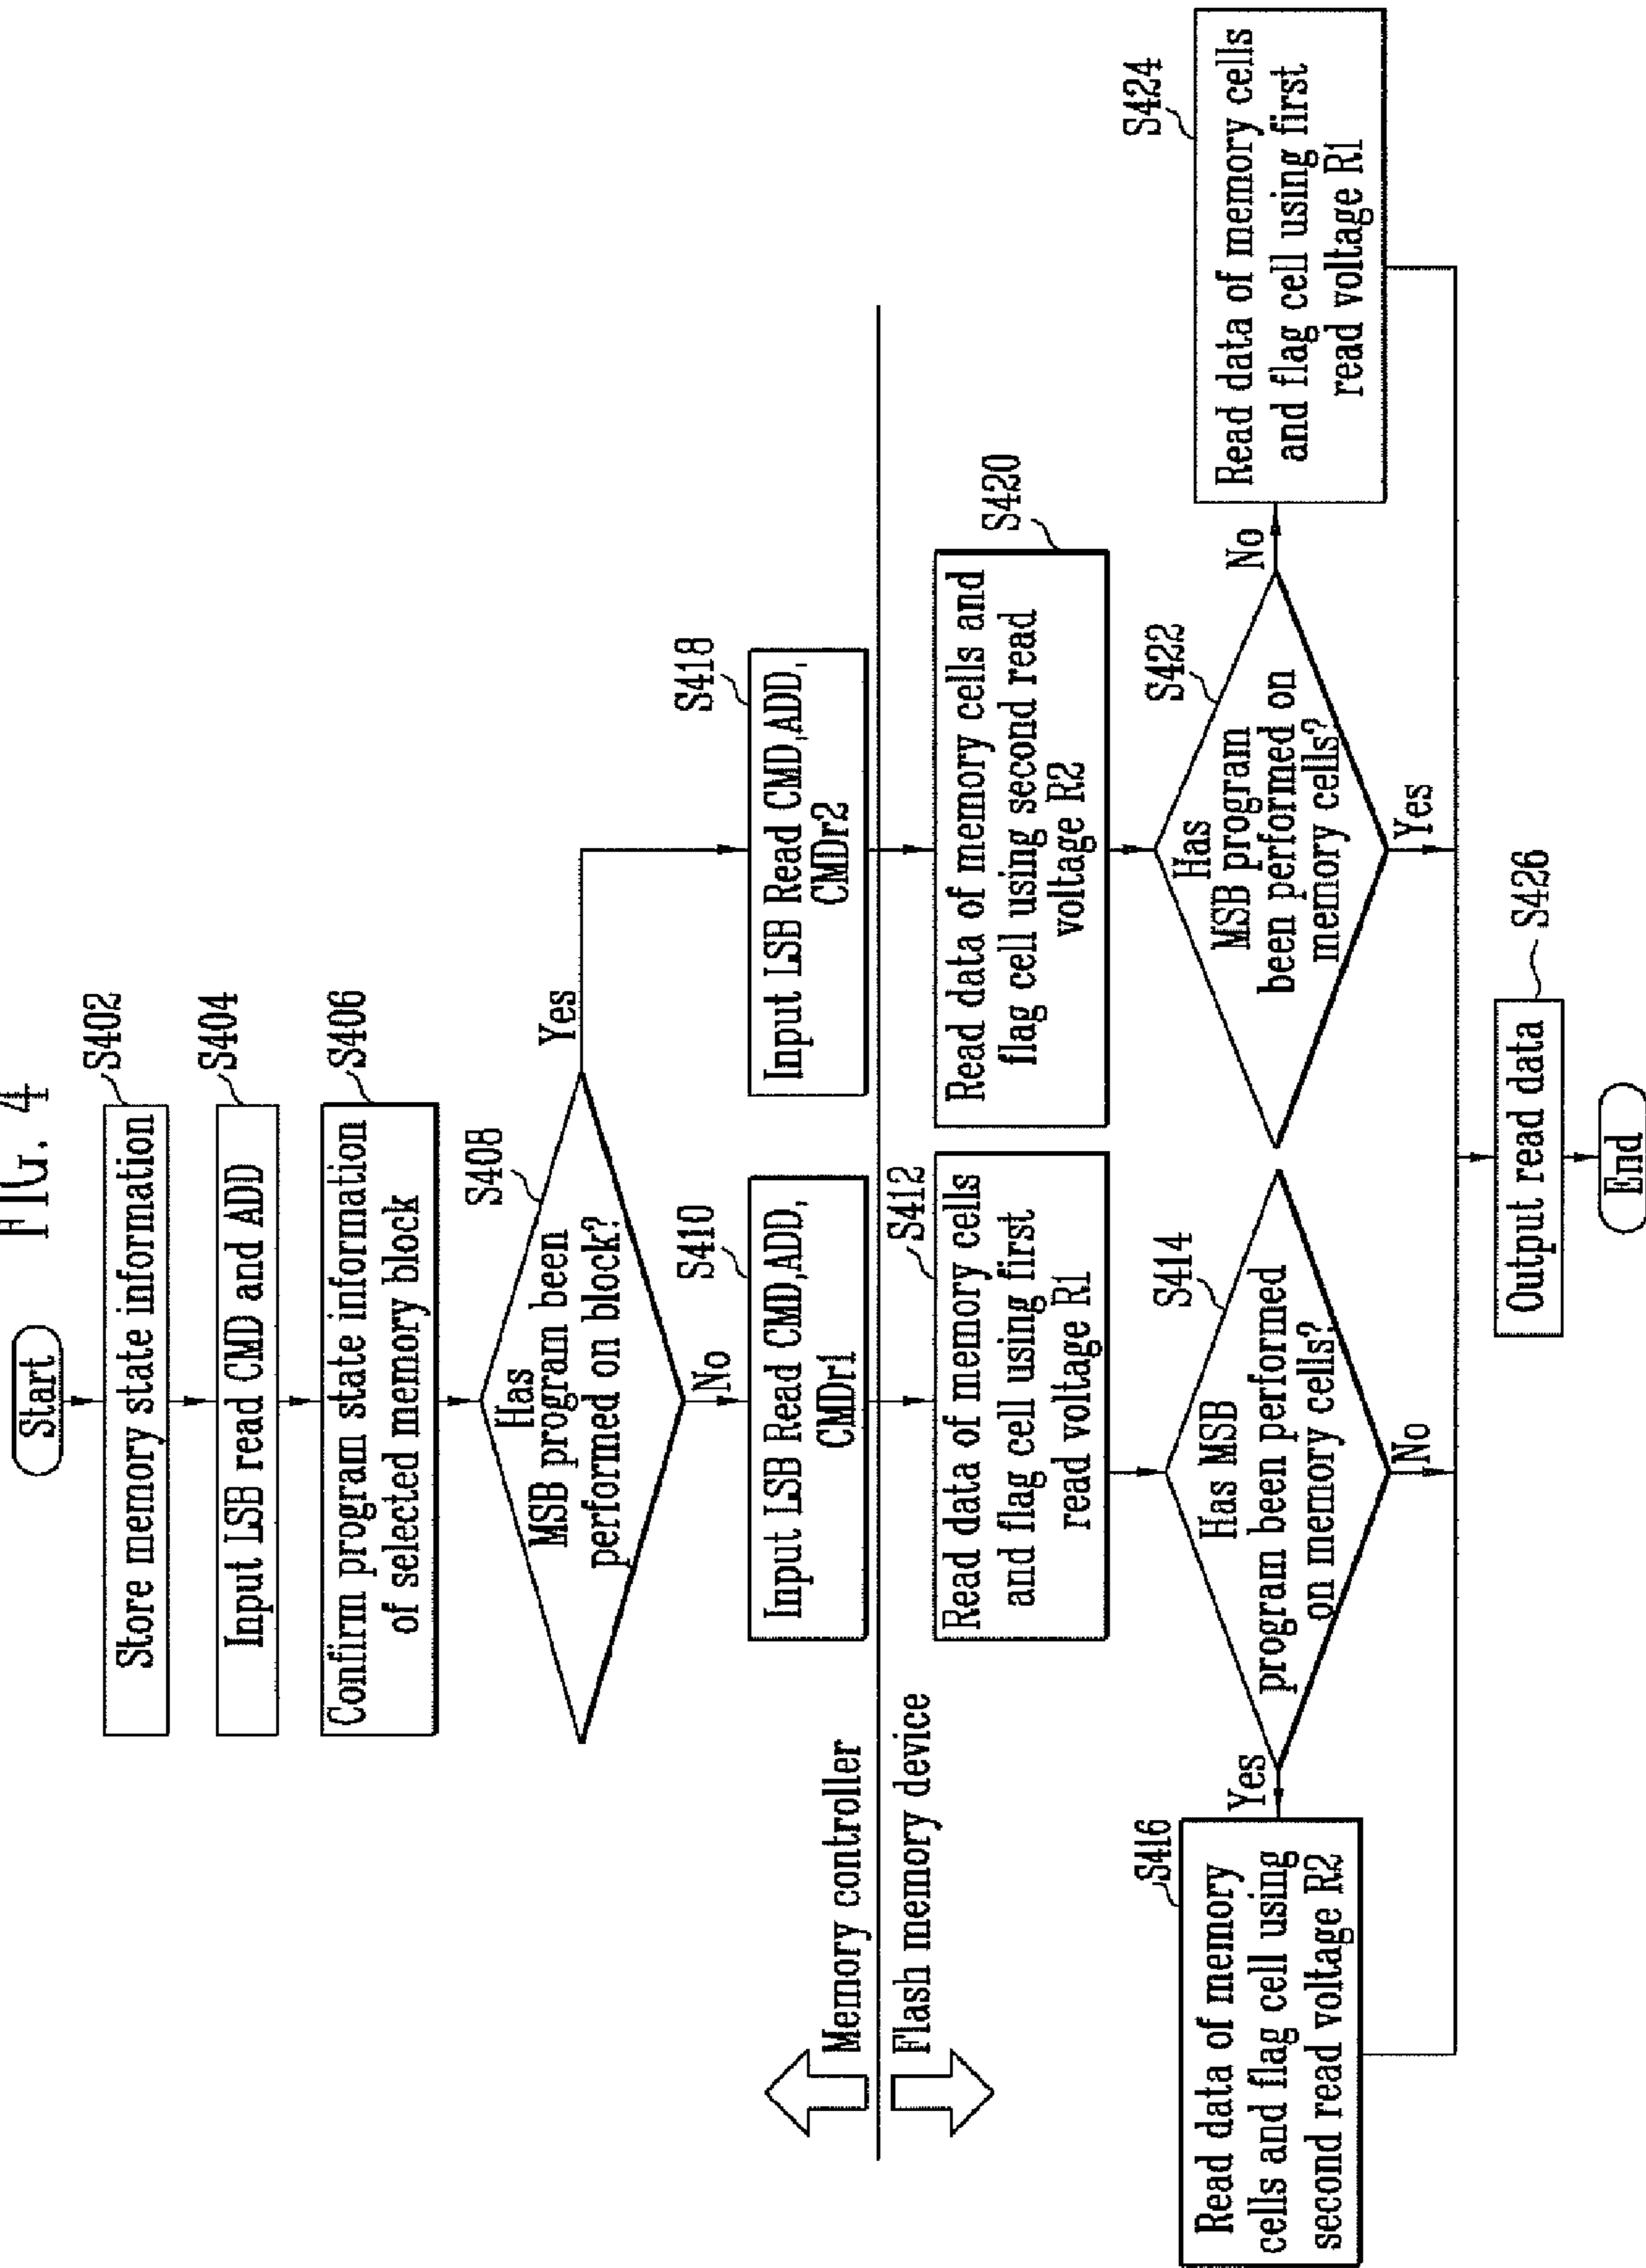 FIG. 4
Start
S402
Store memory state information
S404
Input LSB read CMD and ADD
S406
Confirm program state information
of selected memory block
S408
Has
MSB program been
performed on block?
Yes
No
S410
Input LSB Read CMD,ADD,
CMDr1
S418
Input LSB Read CMD,ADD,
CMDr2
Memory controller
Flash memory device
S412
Read data of memory cells
and flag cell using first
read voltage R1
S420
Read data of memory cells and
flag cell using second read
voltage R2
S414
Has MSB
program been performed
on memory cells?
Yes
No
S416
Read data of memory
cells and flag cell using
second read voltage R2
S422
Has
MSB program
been performed on
memory cells?
No
Yes
S424
Read data of memory cells
and flag cell using first
read voltage R1
S426
Output read data
End